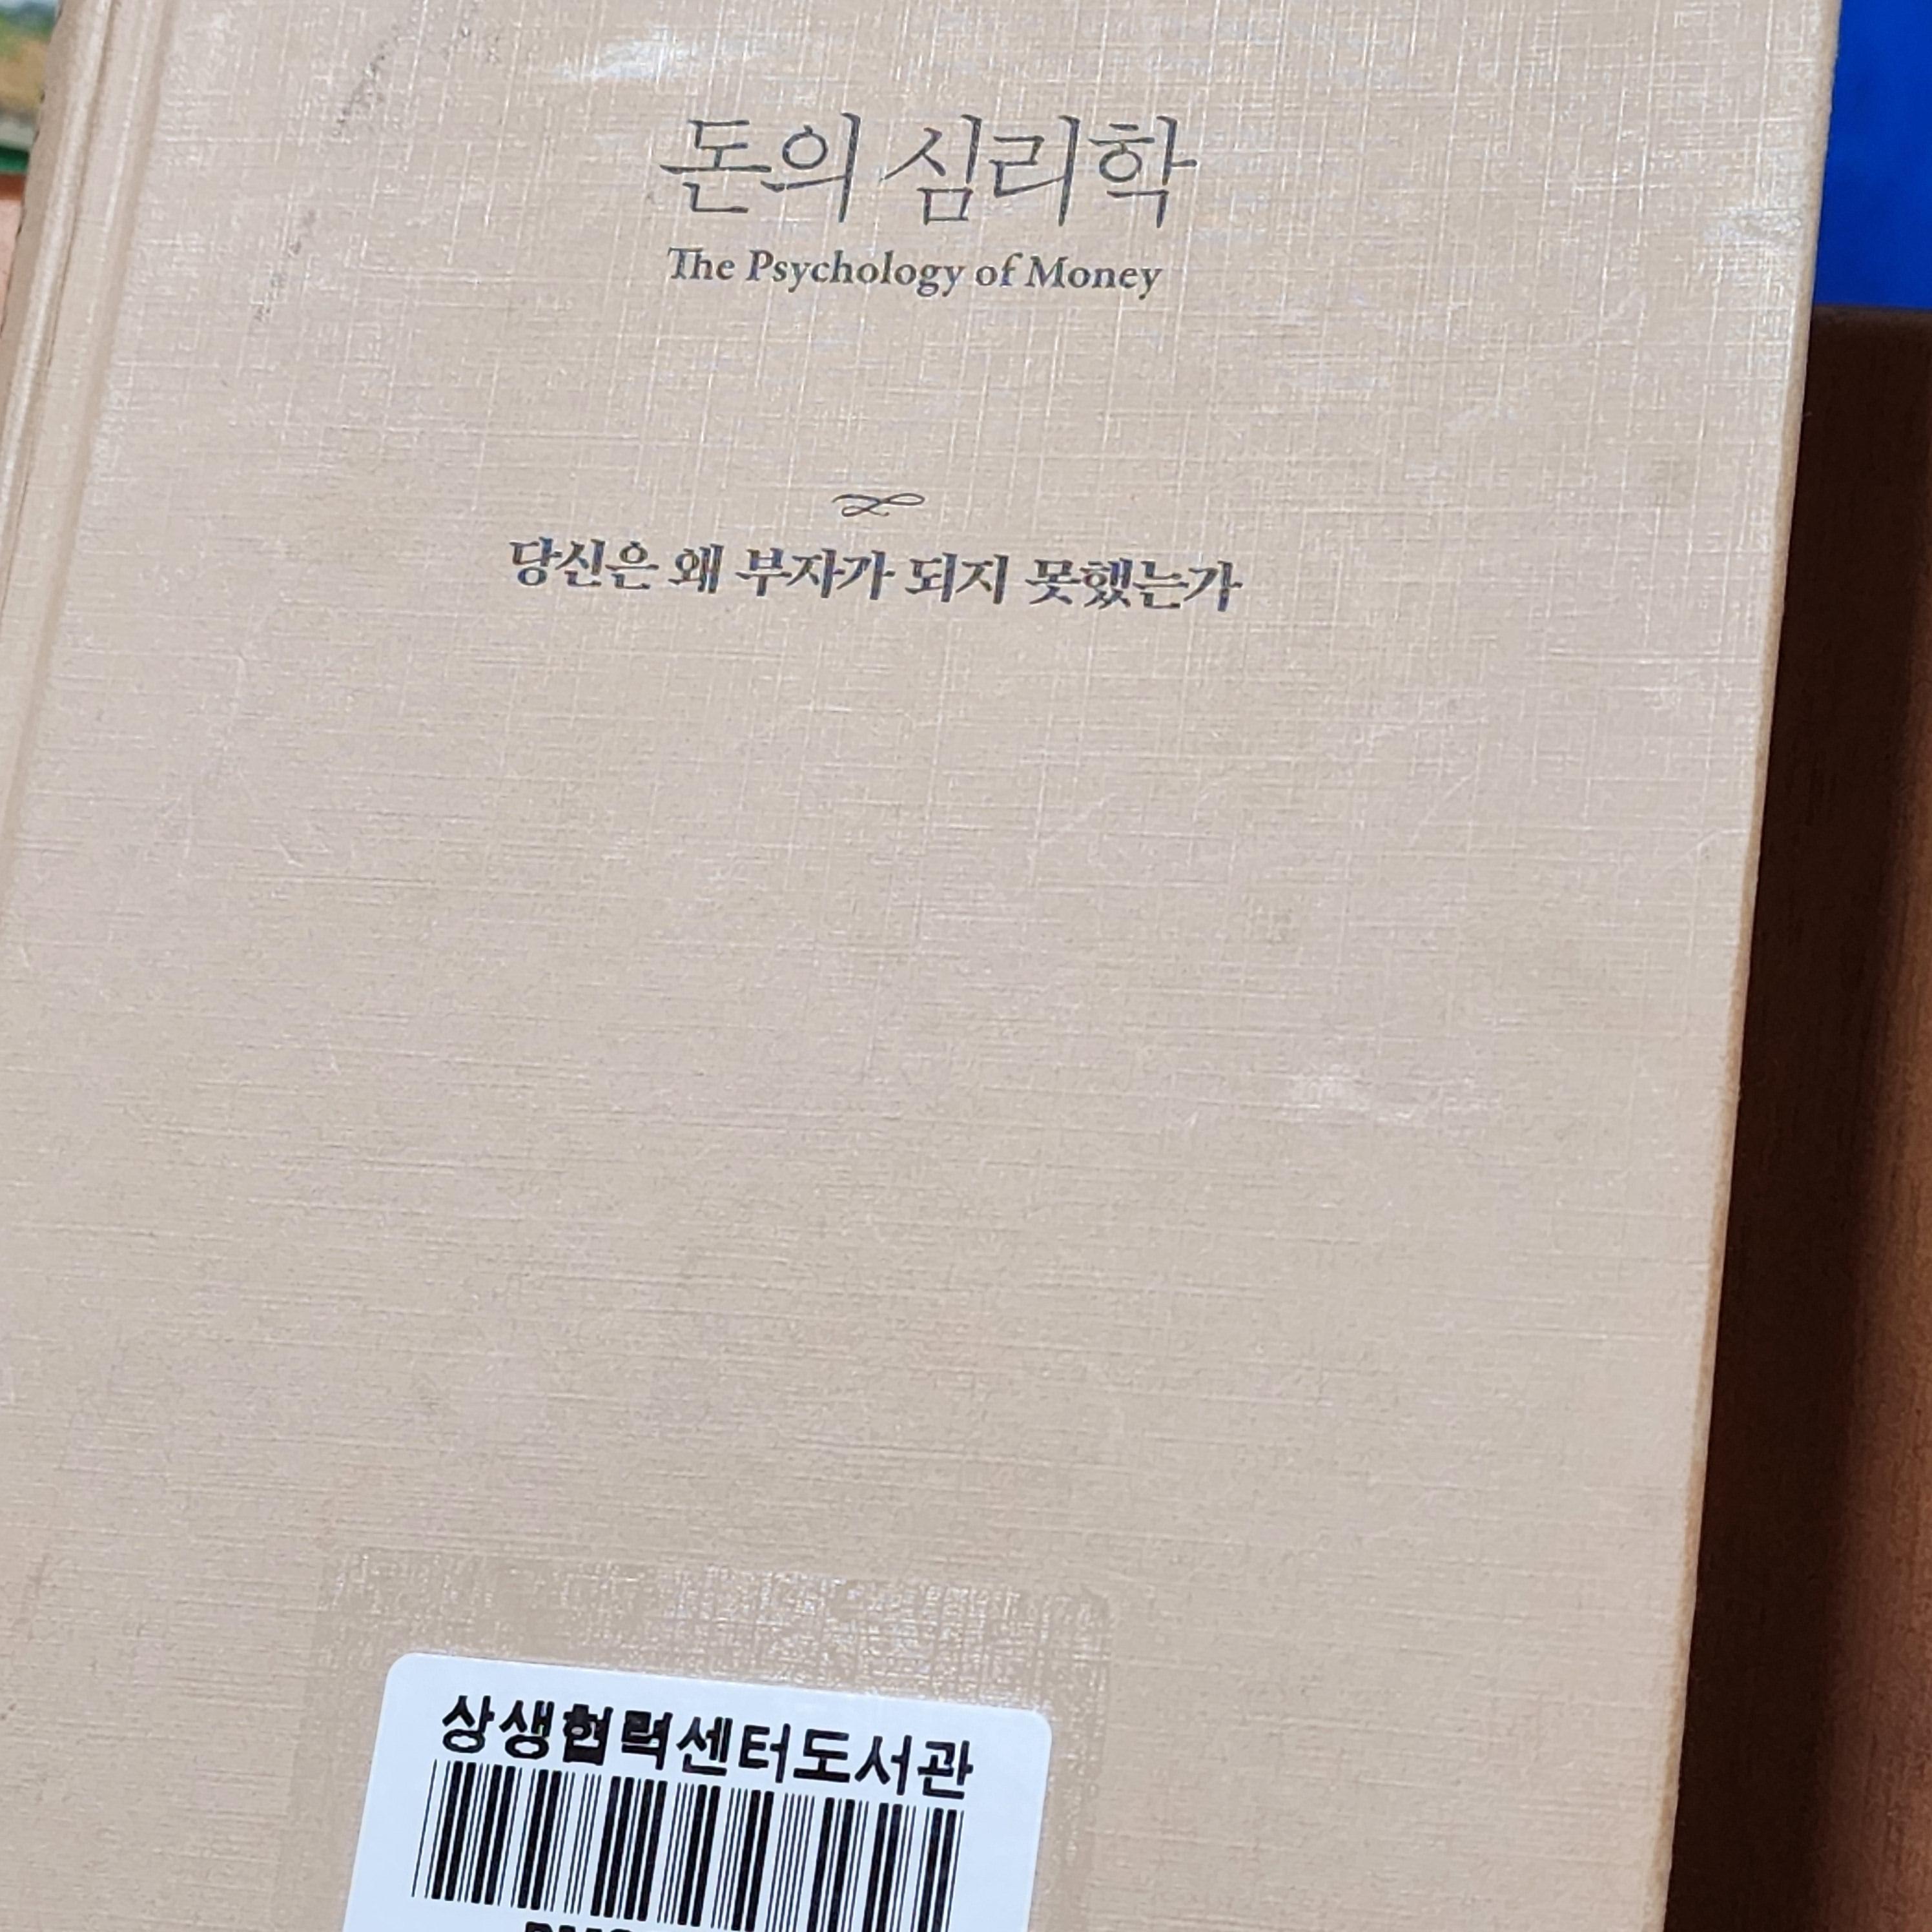 돈의 심리학
The Psychology of Money
당신은 왜 부자가 되지 못했는가
상생협력센터도서관